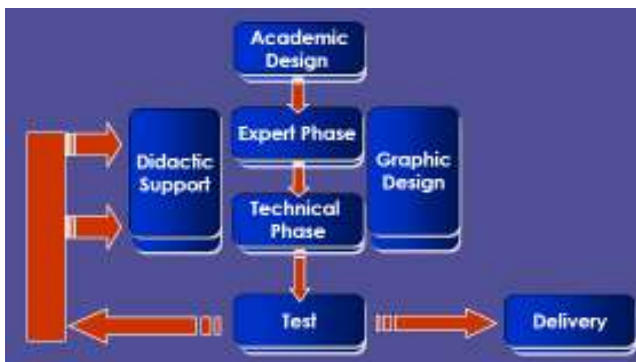 Academic
Design
Expert Phase
Didactic
Support
Graphic
Design
Technical
Phase
Test
Delivery